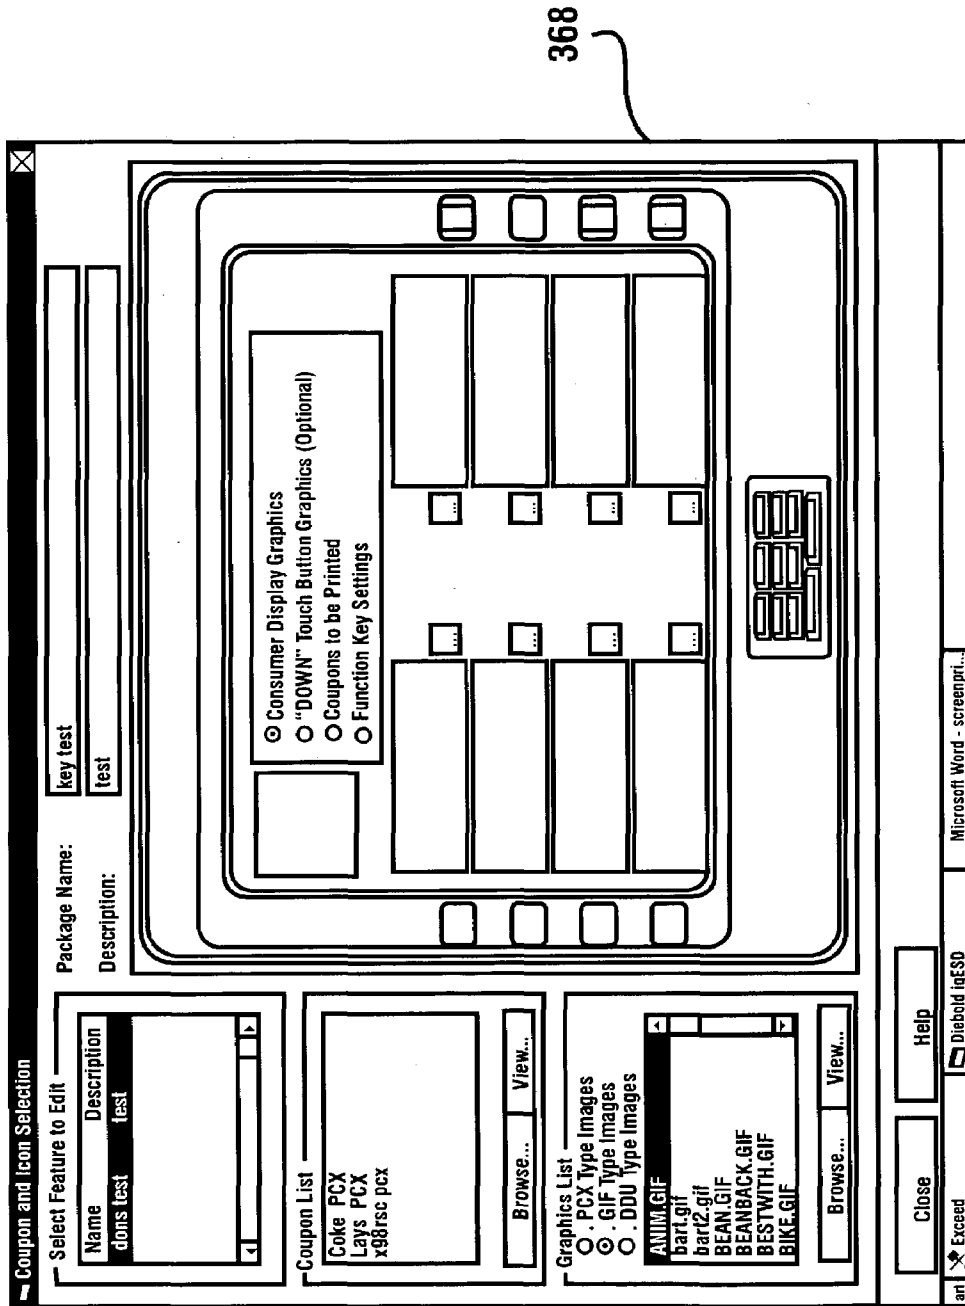 368
Coupon and Icon Selection
Select Feature to Edit
Name Description
dons test test
Coupon List
Coke PCX
Lays PCX
x98rsc pcx
Browse... View...
Graphics List
. PCX Type Images
. GIF Type Images
. DDU Type Images
ANIM.GIF
bart.gif
bart2.gif
BEAN.GIF
BEANBACK.GIF
BESTWITH.GIF
BIKE.GIF
Browse... View...
Package Name: key test
Description: test
Consumer Display Graphics
"DOWN" Touch Button Graphics (Optional)
Coupons to be Printed
Function Key Settings
...
...
...
...
...
...
...
...
Close Help
art Exceed Diebold iqESD Microsoft Word - screenpri...